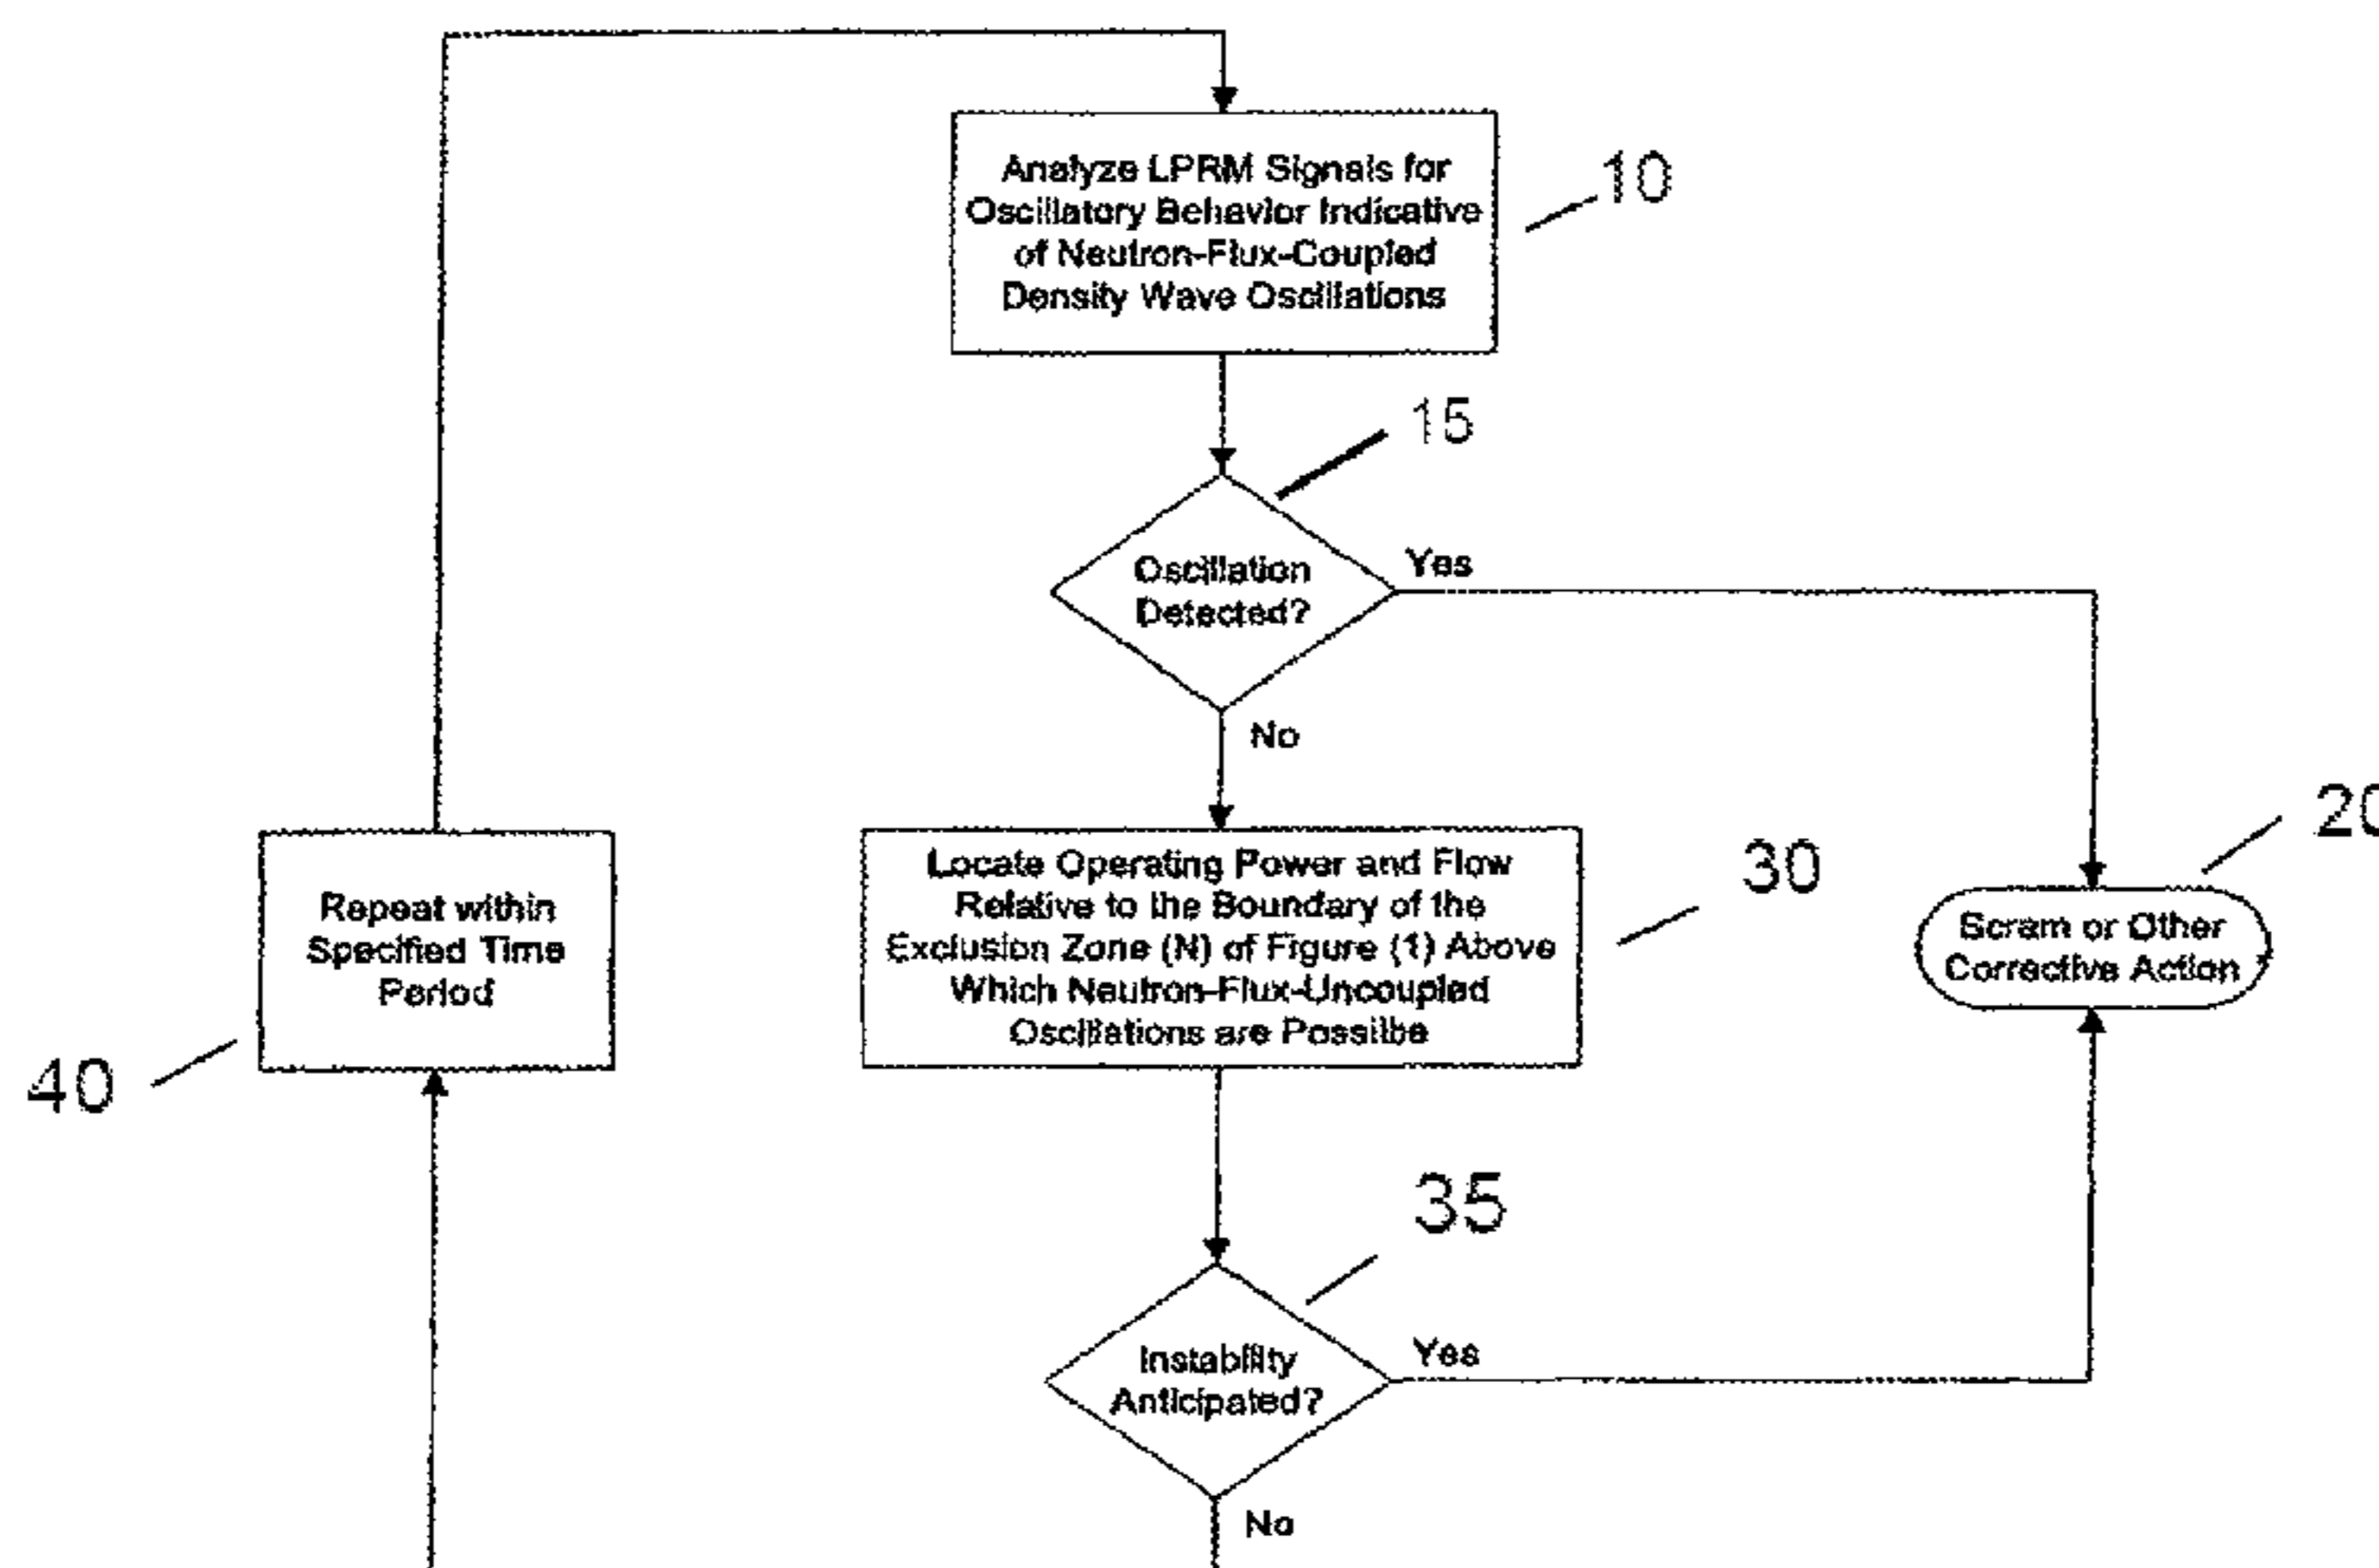 Analyze LPRM Signals for
Oscillatory Behavior Indicative
of Neutron-Flux-Coupled
Density Wave Oscillations
10
15
Oscillation
Detected?
Yes
No
Locate Operating Power and Flow
Relative to the Boundary of the
Exclusion Zone (N) of Figure (1) Above
Which Neutron-Flux-Uncoupled
Oscillations are Possible
30
20
Scram or Other
Corrective Action
Repeat within
Specified Time
Period
40
35
Instability
Anticipated?
Yes
No